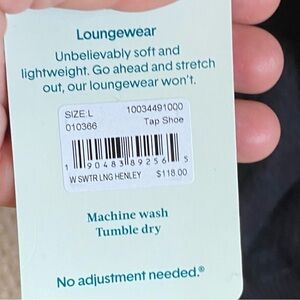 Loungewear
Unbelievably soft and
lightweight. Go ahead and stretch
out, our loungewear won't.
SIZE:L 10034491000
010366 Tap Shoe
1 90483 89256 5
W SWTR LNG HENLEY $118.00
Machine wash
Tumble dry
No adjustment needed.®